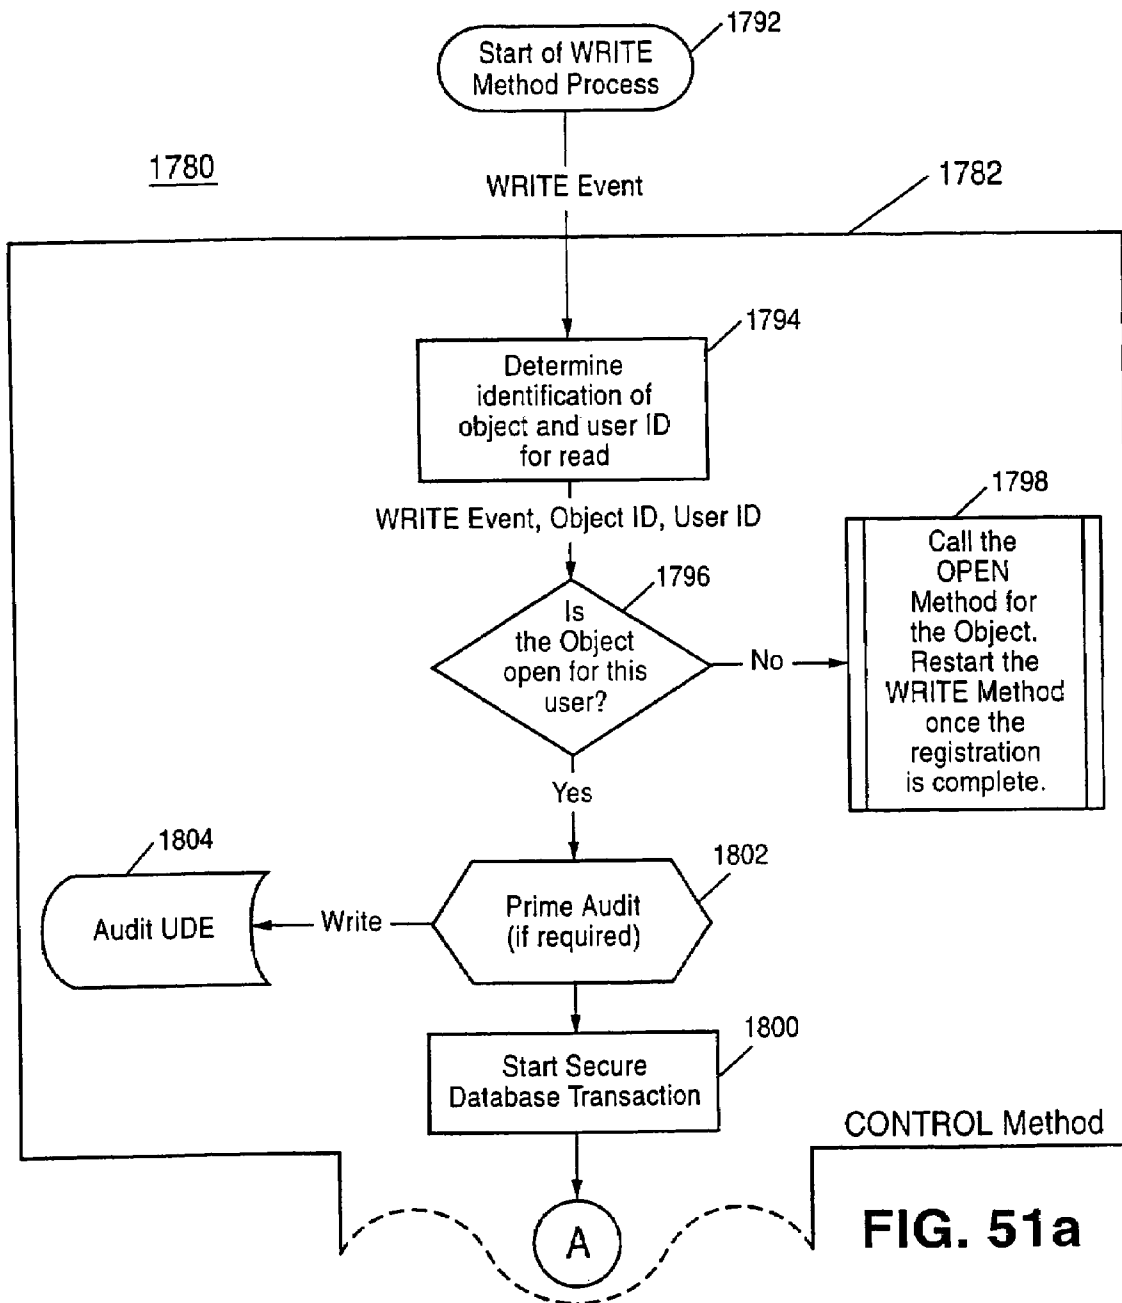 1792
Start of WRITE
Method Process
1780
WRITE Event
1782
1794
Determine
identification of
object and user ID
for read
WRITE Event, Object ID, User ID
1798
Call the
OPEN
Method for
the Object.
Restart the
WRITE Method
once the
registration
is complete.
1796
Is
the Object
open for this
user?
No
Yes
1804
Audit UDE
Write
1802
Prime Audit
(if required)
1800
Start Secure
Database Transaction
CONTROL Method
A
FIG. 51a